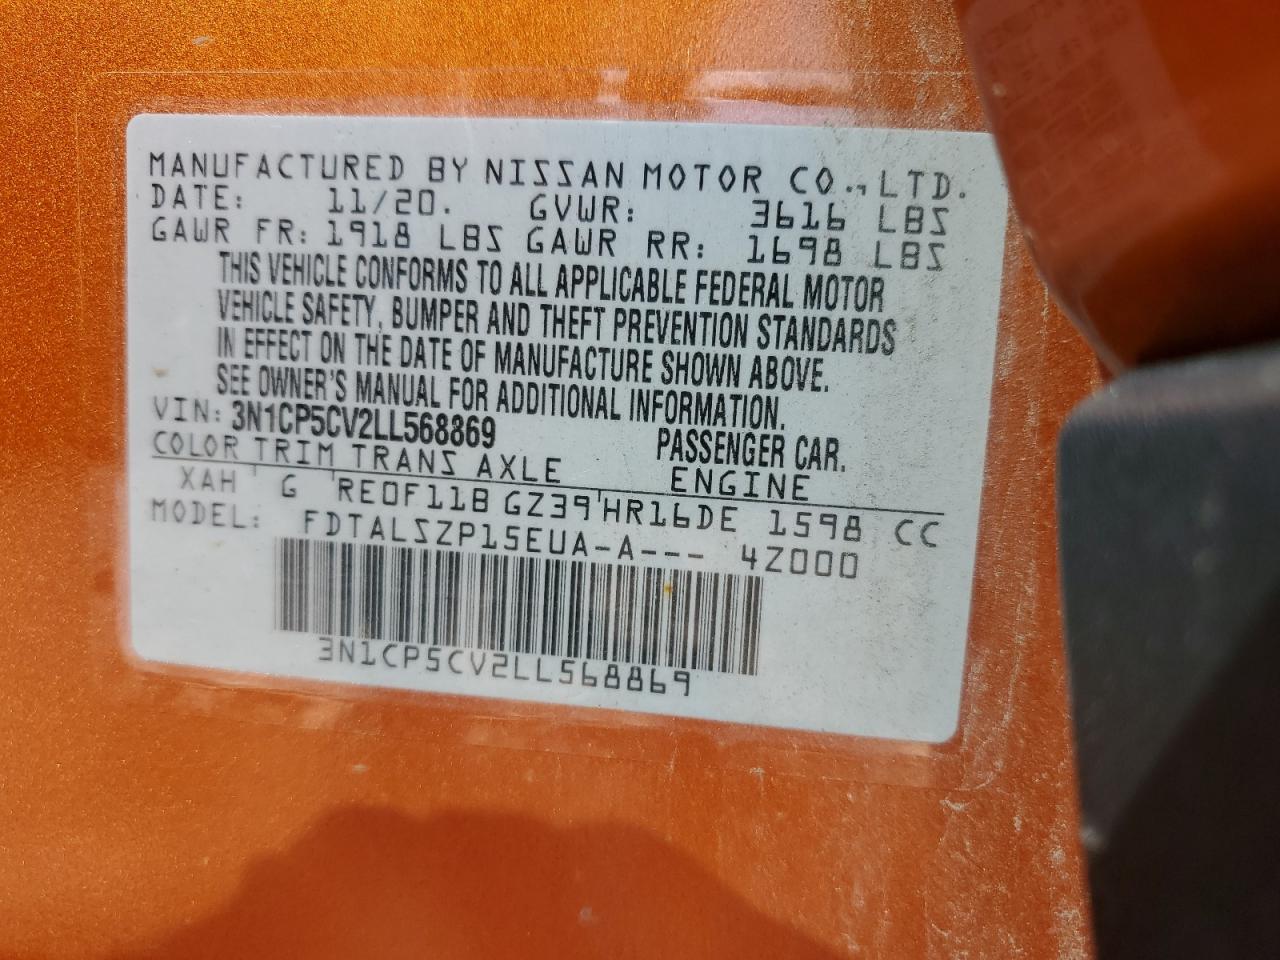 MANUFACTURED BY NISSAN MOTOR CO., LTD.
DATE: 11/20. GVWR: 3616 LBS
GAWR FR: 1918 LBS GAWR RR: 1698 LBS
THIS VEHICLE CONFORMS TO ALL APPLICABLE FEDERAL MOTOR
VEHICLE SAFETY, BUMPER AND THEFT PREVENTION STANDARDS
IN EFFECT ON THE DATE OF MANUFACTURE SHOWN ABOVE.
SEE OWNER'S MANUAL FOR ADDITIONAL INFORMATION.
VIN: 3N1CP5CV2LL568869 PASSENGER CAR.
COLOR TRIM TRANS AXLE ENGINE
XAH G RE0F11B GZ39 HR16DE 1598 CC
MODEL: FDTALSZP15EUA-A--- 4Z000
3N1CP5CV2LL568869